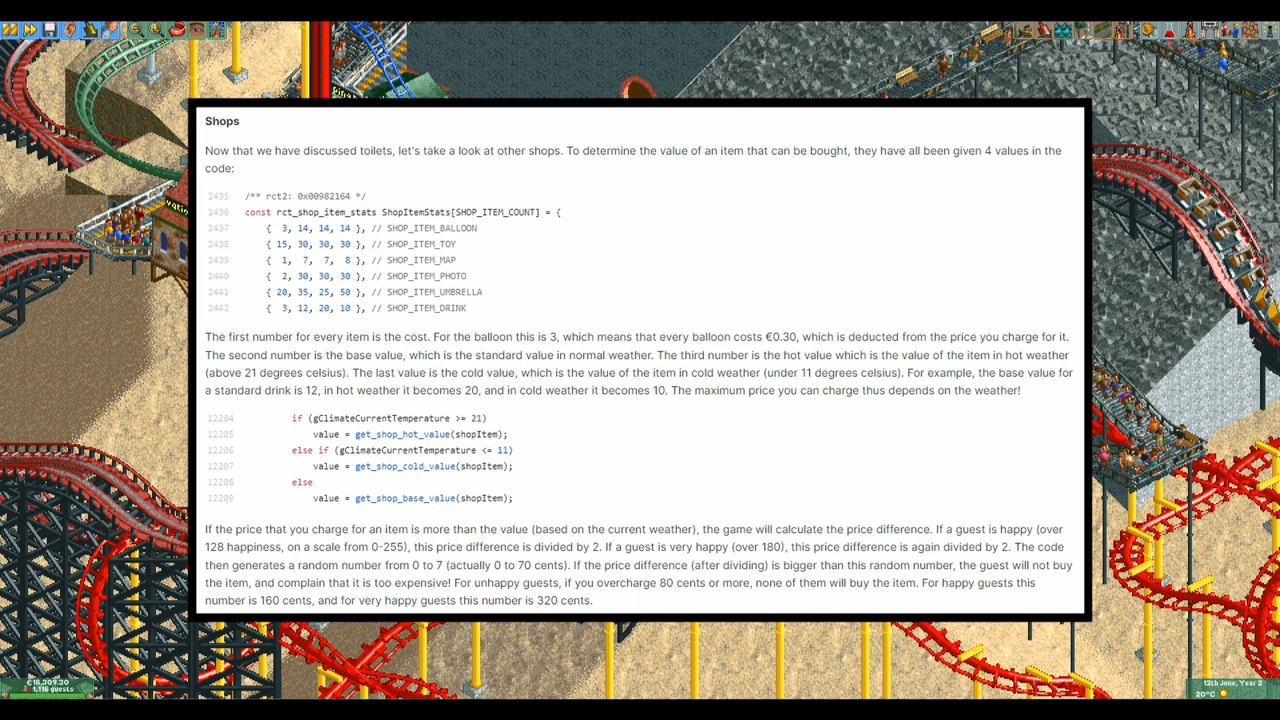 Shops
Now that we have discussed toilets, let's take a look at other shops. To determine the value of an item that can be bought, they have all been given 4 values in the
code:
2435 /** rct2: 0x00982164 */
2436 const rct_shop_item_stats ShopItemStats[SHOP_ITEM_COUNT] = {
2437 { 3, 14, 14, 14 }, // SHOP_ITEM_BALLOON
2438 { 15, 30, 30, 30 }, // SHOP_ITEM_TOY
2439 { 1, 7, 7, 8 }, // SHOP_ITEM_MAP
2440 { 2, 30, 30, 30 }, // SHOP_ITEM_PHOTO
2441 { 20, 35, 25, 50 }, // SHOP_ITEM_UMBRELLA
2442 { 3, 12, 20, 10 }, // SHOP_ITEM_DRINK
The first number for every item is the cost. For the balloon this is 3, which means that every balloon costs €0.30, which is deducted from the price you charge for it.
The second number is the base value, which is the standard value in normal weather. The third number is the hot value which is the value of the item in hot weather
(above 21 degrees celsius). The last value is the cold value, which is the value of the item in cold weather (under 11 degrees celsius). For example, the base value for
a standard drink is 12, in hot weather it becomes 20, and in cold weather it becomes 10. The maximum price you can charge thus depends on the weather!
12204 if (gClimateCurrentTemperature >= 21)
12205 value = get_shop_hot_value(shopItem);
12206 else if (gClimateCurrentTemperature <= 11)
12207 value = get_shop_cold_value(shopItem);
12208 else
12209 value = get_shop_base_value(shopItem);
If the price that you charge for an item is more than the value (based on the current weather), the game will calculate the price difference. If a guest is happy (over
128 happiness, on a scale from 0-255), this price difference is divided by 2. If a guest is very happy (over 180), this price difference is again divided by 2. The code
then generates a random number from 0 to 7 (actually 0 to 70 cents). If the price difference (after dividing) is bigger than this random number, the guest will not buy
the item, and complain that it is too expensive! For unhappy guests, if you overcharge 80 cents or more, none of them will buy the item. For happy guests this
number is 160 cents, and for very happy guests this number is 320 cents.
€16,309.30
1,116 guests
12th June, Year 2
20°C